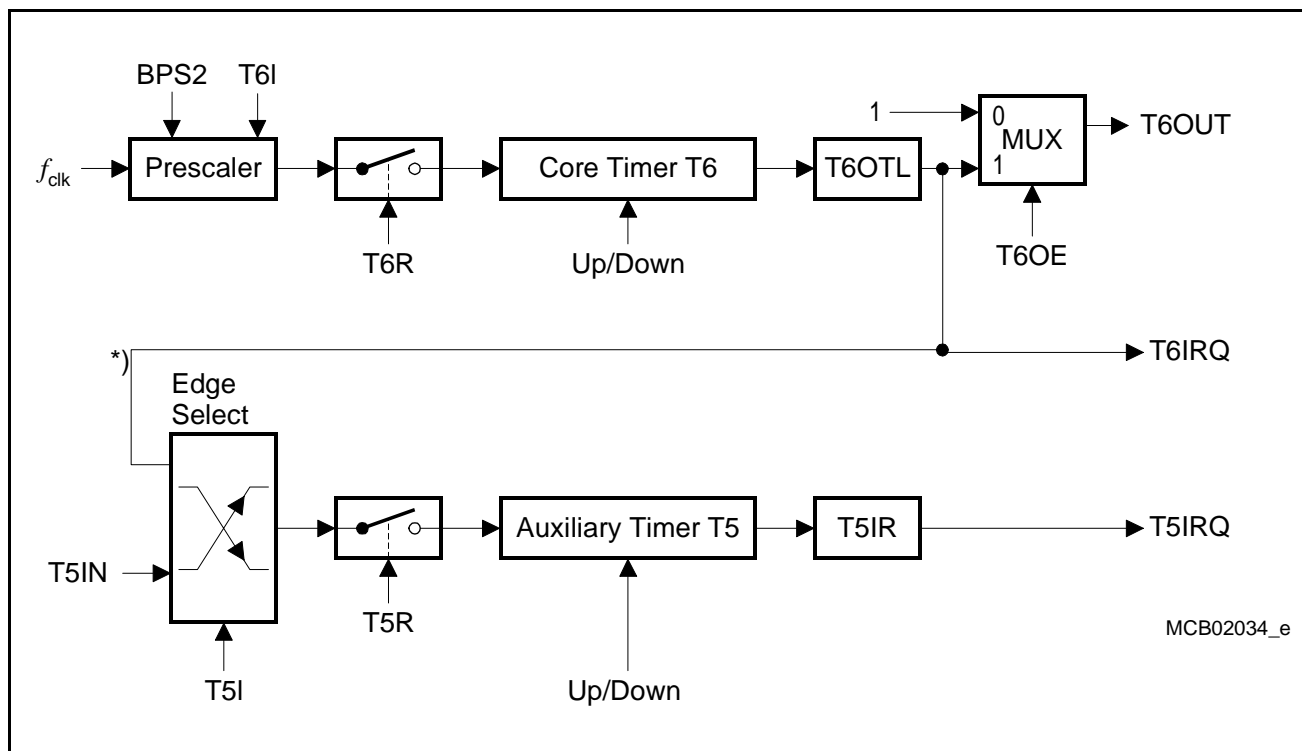 BPS2 T6I
1
0
MUX
1
T6OUT
fclk
Prescaler
Core Timer T6
T6OTL
T6R
Up/Down
T6OE
*)
T6IRQ
Edge
Select
Auxiliary Timer T5
T5IR
T5IRQ
T5IN
T5R
MCB02034_e
T5I
Up/Down